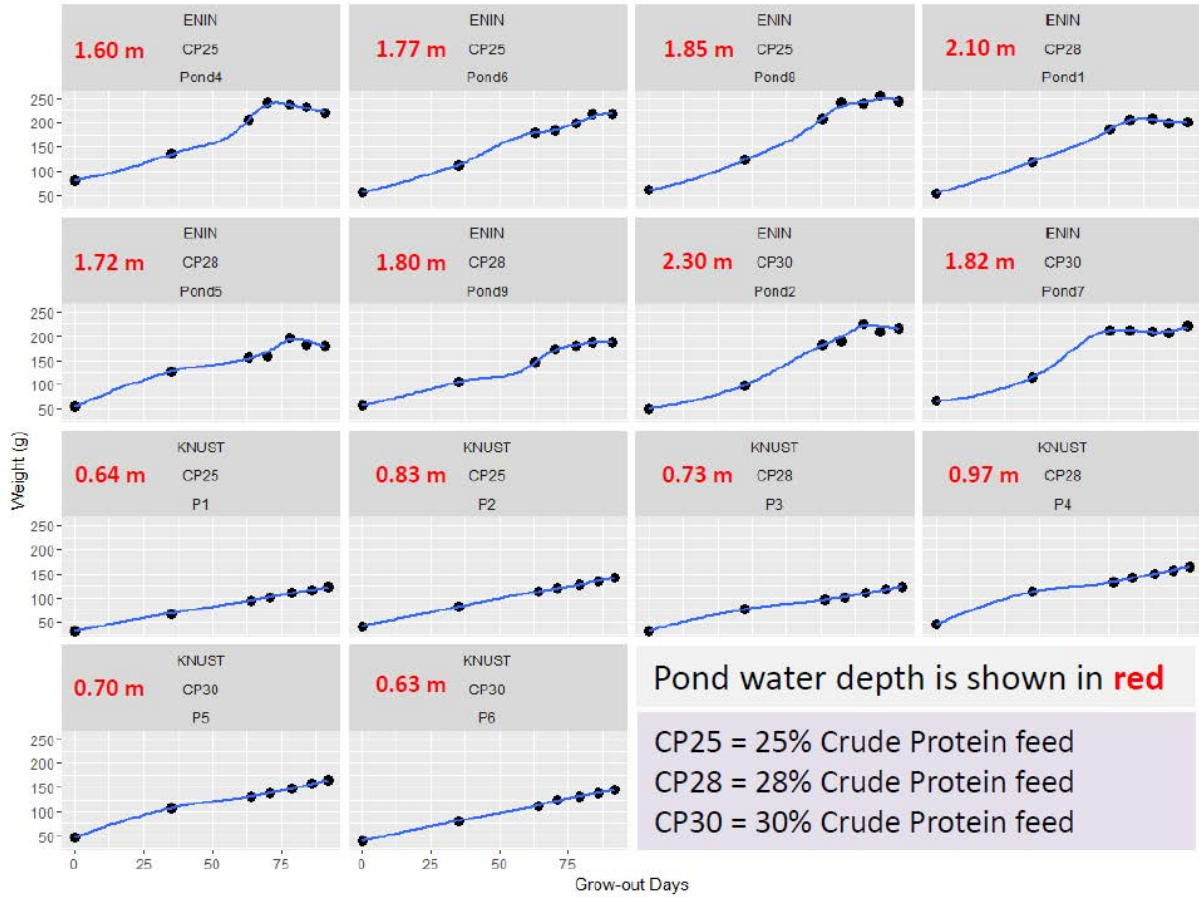 ENIN
1.60 m CP25
Pond4
ENIN
1.77 m CP25
Pond6
ENIN
1.85 m CP25
Pond8
ENIN
2.10 m CP28
Pond1
250
200
150
100
50
ENIN
1.72 m CP28
Pond5
ENIN
1.80 m CP28
Pond9
ENIN
2.30 m CP30
Pond2
ENIN
1.82 m CP30
Pond7
250
200
150
100
50
Weight (g)
KNUST
0.64 m CP25
P1
KNUST
0.83 m CP25
P2
KNUST
0.73 m CP28
P3
KNUST
0.97 m CP28
P4
250
200
150
100
50
KNUST
0.70 m CP30
P5
KNUST
0.63 m CP30
P6
250
200
150
100
50
0 25 50 75
0 25 50 75
Grow-out Days
Pond water depth is shown in red
CP25 = 25% Crude Protein feed
CP28 = 28% Crude Protein feed
CP30 = 30% Crude Protein feed